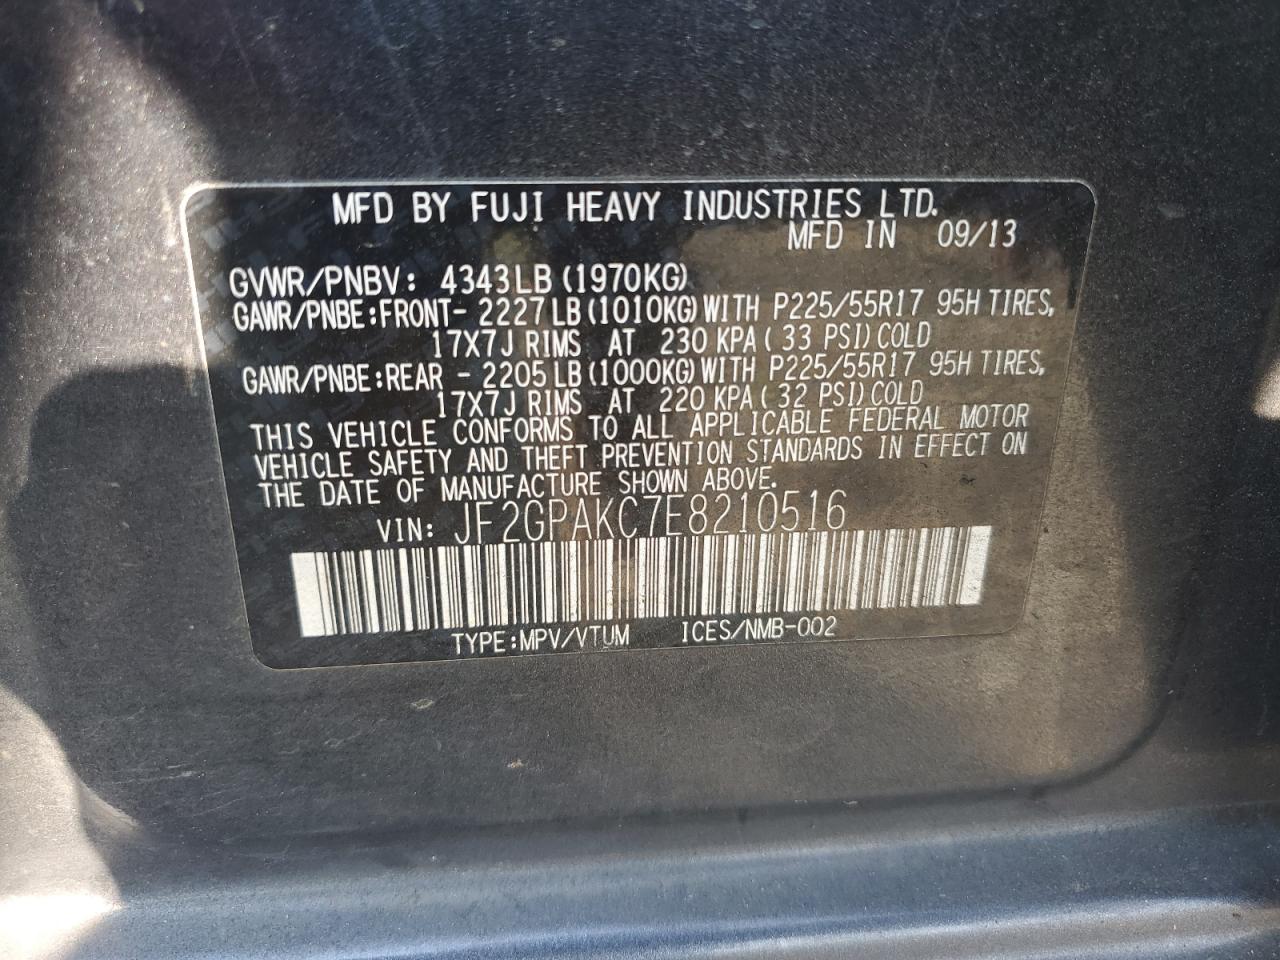 MFD BY FUJI HEAVY INDUSTRIES LTD.
MFD IN 09/13
GVWR/PNBV: 4343LB (1970KG)
GAWR/PNBE:FRONT- 2227LB(1010KG)WITH P225/55R17 95H TIRES,
17X7J RIMS AT 230 KPA( 33 PSI)COLD
GAWR/PNBE:REAR - 2205LB(1000KG)WITH P225/55R17 95H TIRES,
17X7J RIMS AT 220 KPA( 32 PSI)COLD
THIS VEHICLE CONFORMS TO ALL APPLICABLE FEDERAL MOTOR
VEHICLE SAFETY AND THEFT PREVENTION STANDARDS IN EFFECT ON
THE DATE OF MANUFACTURE SHOWN ABOVE.
VIN: JF2GPAKC7E8210516
TYPE:MPV/VTUM ICES/NMB-002